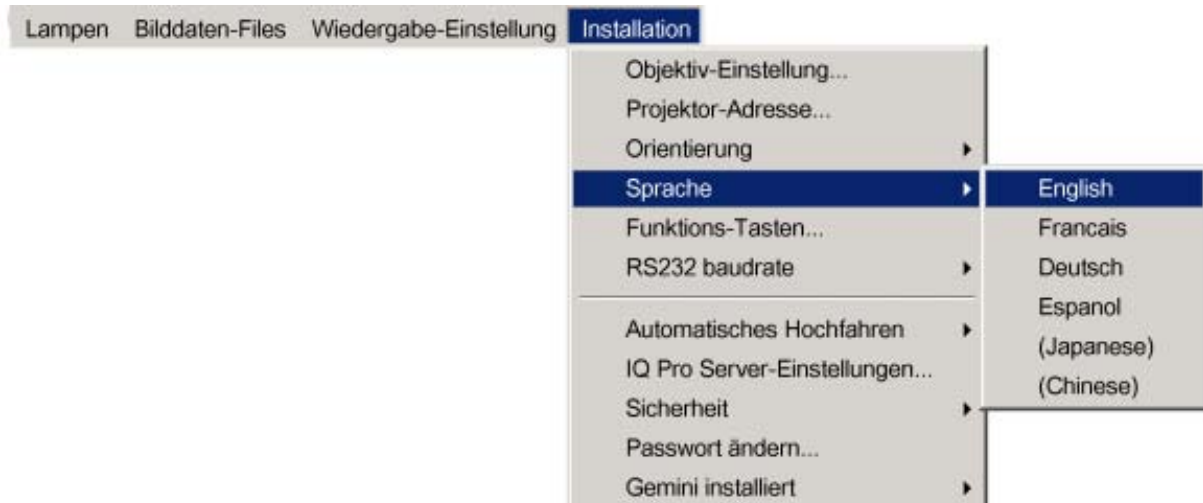 Lampen Bilddaten-Files Wiedergabe-Einstellung Installation
Objektiv-Einstellung...
Projektor-Adresse...
Orientierung
Sprache
Funktions-Tasten...
RS232 baudrate
Automatisches Hochfahren
IQ Pro Server-Einstellungen...
Sicherheit
Passwort ändern...
Gemini installiert
English
Francais
Deutsch
Espanol
(Japanese)
(Chinese)